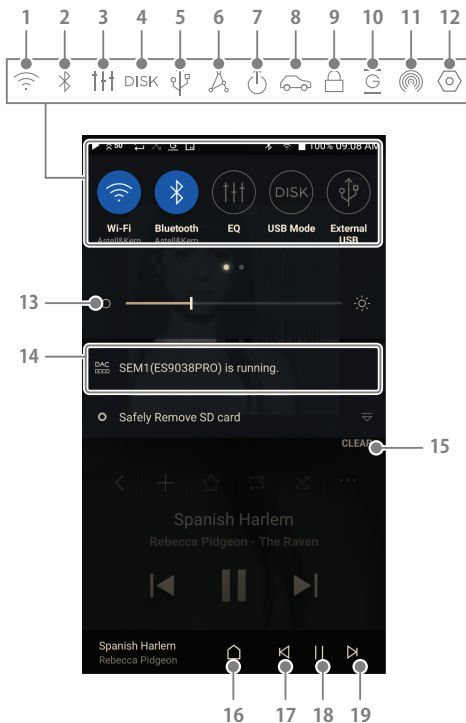 1 2 3 4 5 6 7 8 9 10 11 12
DISK
50 G 100% 09:08 AM
DISK
Wi-Fi Bluetooth EQ USB Mode External
Astell&Kern Astell&Kern USB
13
14
DAC
SEM1(ES9038PRO) is running.
Safely Remove SD card
CLEAR
15
Spanish Harlem
Rebecca Pidgeon - The Raven
Spanish Harlem
Rebecca Pidgeon
16 17 18 19